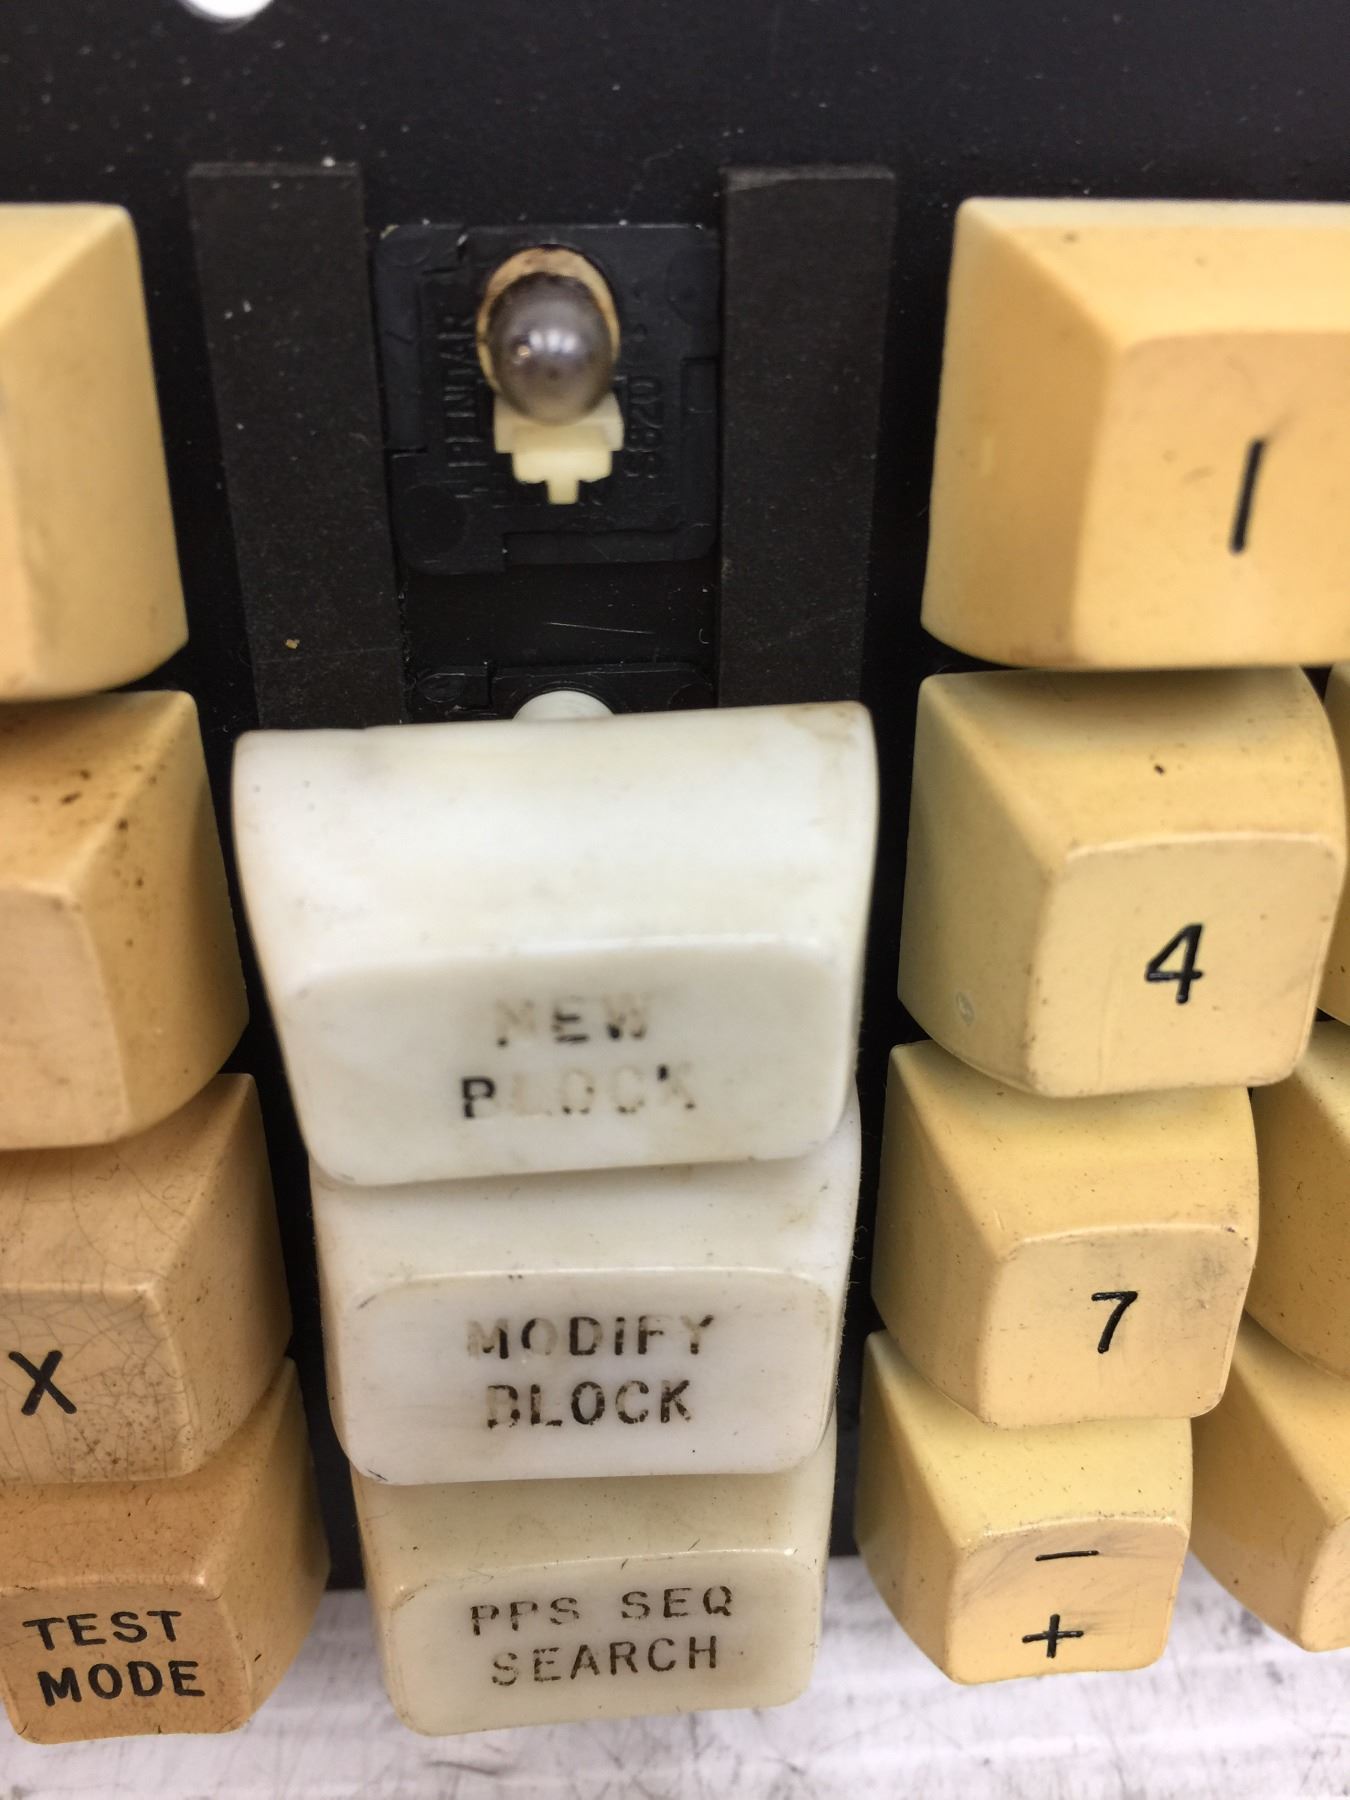 1
4
NEW
BLOCK
7
MODIFY
BLOCK
X
-
+
PPS SEQ
SEARCH
TEST
MODE